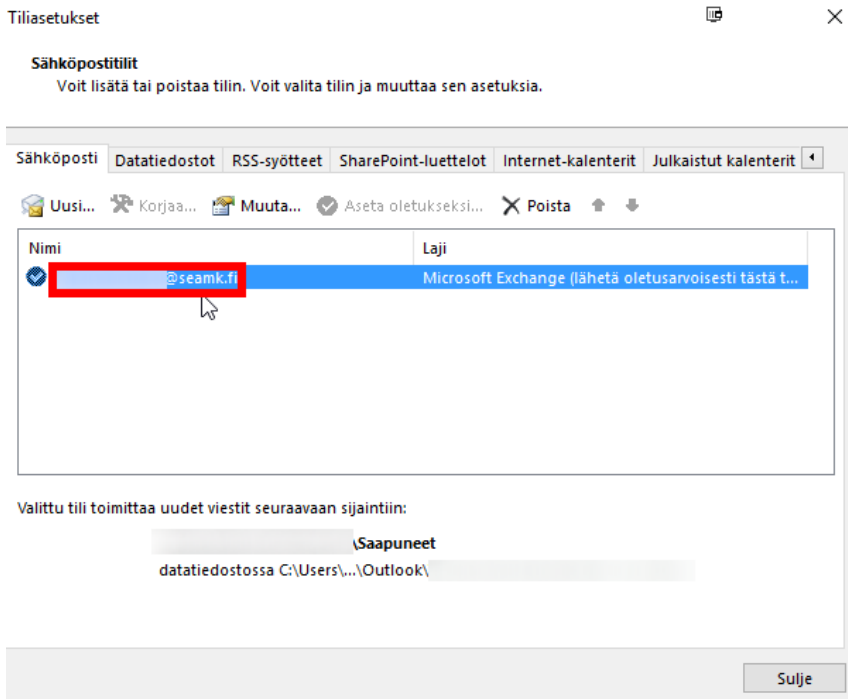 Tiliasetukset
Sähköpostitilit
Voit lisätä tai poistaa tilin. Voit valita tilin ja muuttaa sen asetuksia.
Sähköposti Datatiedostot RSS-syötteet SharePoint-luettelot Internet-kalenterit Julkaistut kalenterit
Uusi... Korjaa... Muuta... Aseta oletukseksi... Poista
Nimi Laji
@seamk.fi Microsoft Exchange (lähetä oletusarvoisesti tästä t...
Valittu tili toimittaa uudet viestit seuraavaan sijaintiin:
\Saapuneet
datatiedostossa C:\Users\...\Outlook\
Sulje